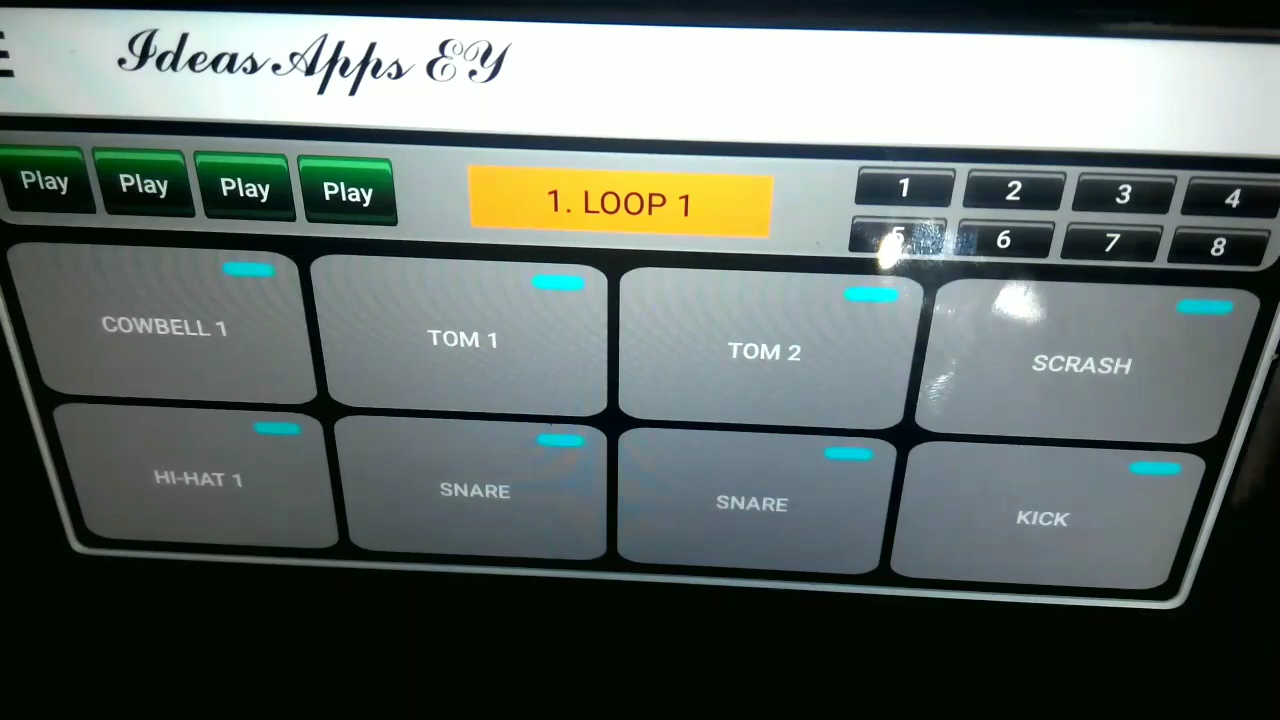 Ideas Apps EY
Play Play Play Play
1. LOOP 1
1 2 3 4
5 6 7 8
COWBELL 1 TOM 1 TOM 2 SCRASH
HI-HAT 1 SNARE SNARE KICK